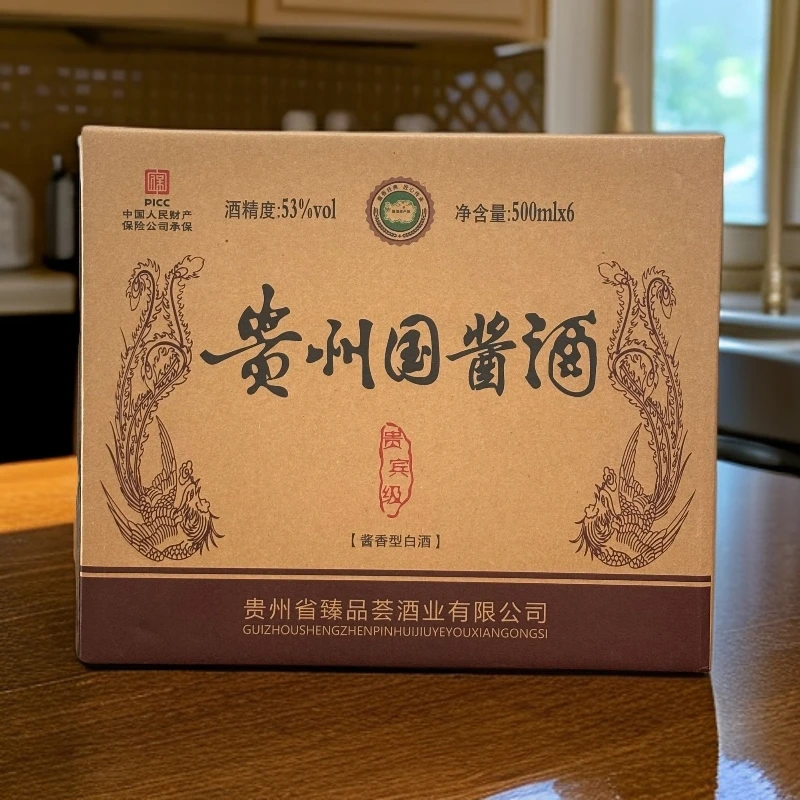 PICC
中国人民财产
保险公司承保
酒精度:53%vol
净含量:500mlx6
贵州国酱酒
贵
宾
级
【酱香型白酒】
贵州省臻品荟酒业有限公司
GUIZHOUSHENGZHENPINHUIJIUYEYOUXIANGONGSI